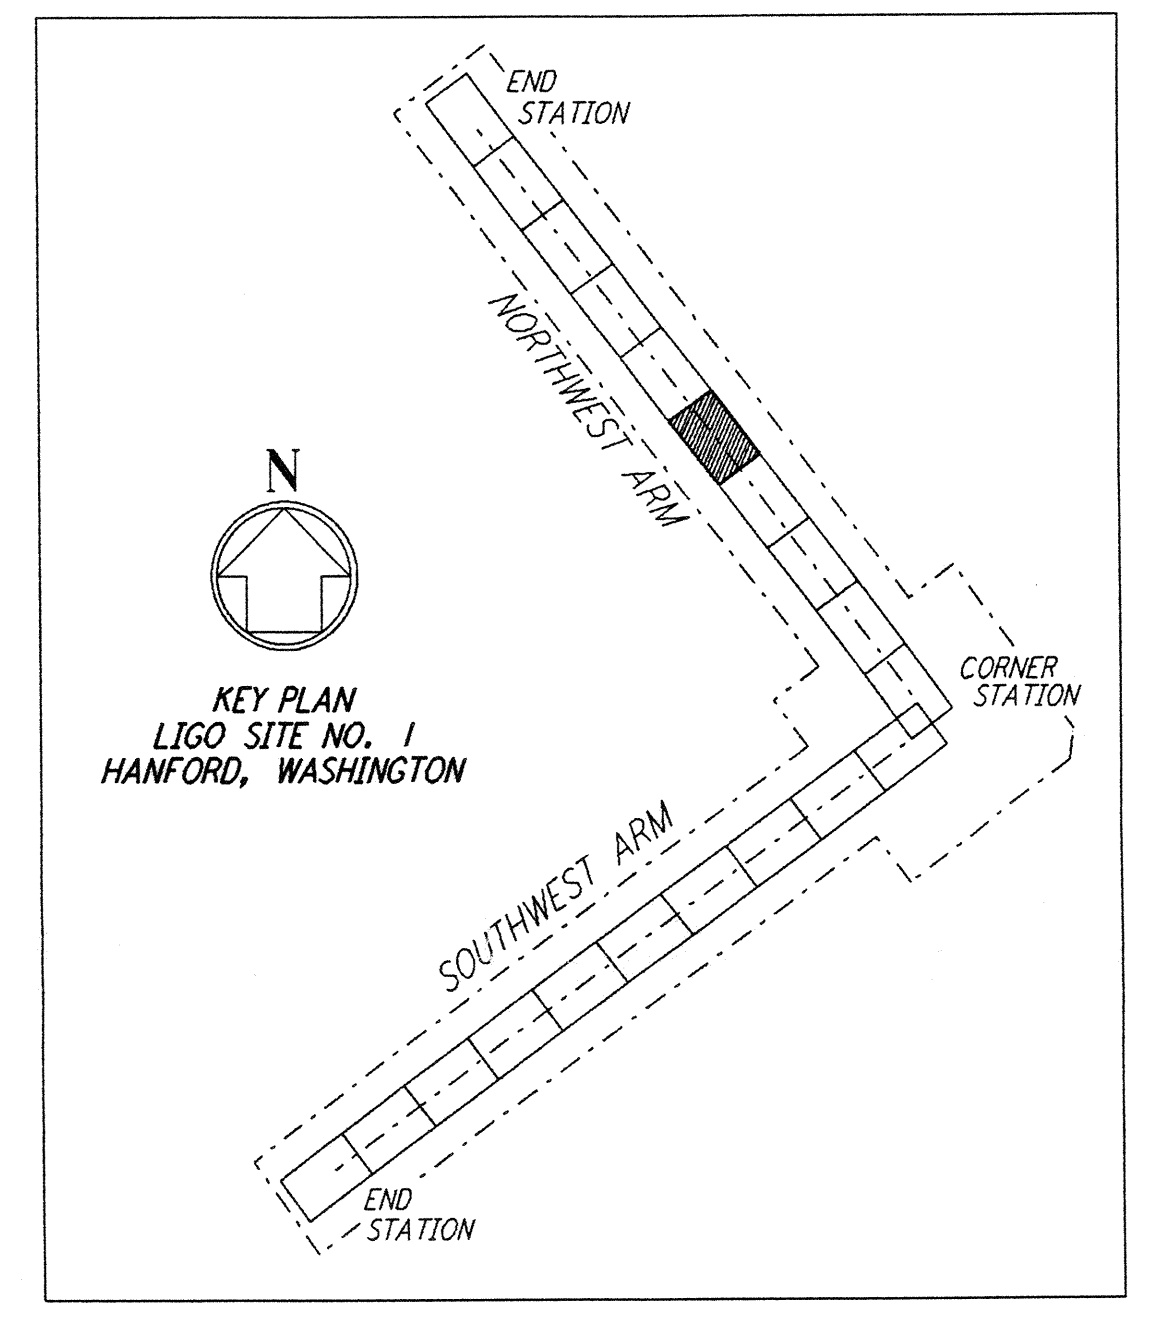 END
STATION
NORTHWEST ARM
N
CORNER
STATION
KEY PLAN
LIGO SITE NO. 1
HANFORD, WASHINGTON
SOUTHWEST ARM
END
STATION